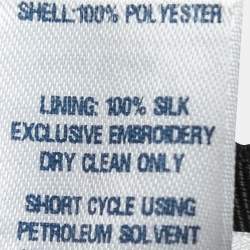 SHELL:100% POLYESTER
LINING: 100% SILK
EXCLUSIVE EMBROIDERY
DRY CLEAN ONLY
SHORT CYCLE USING
PETROLEUM SOLVENT